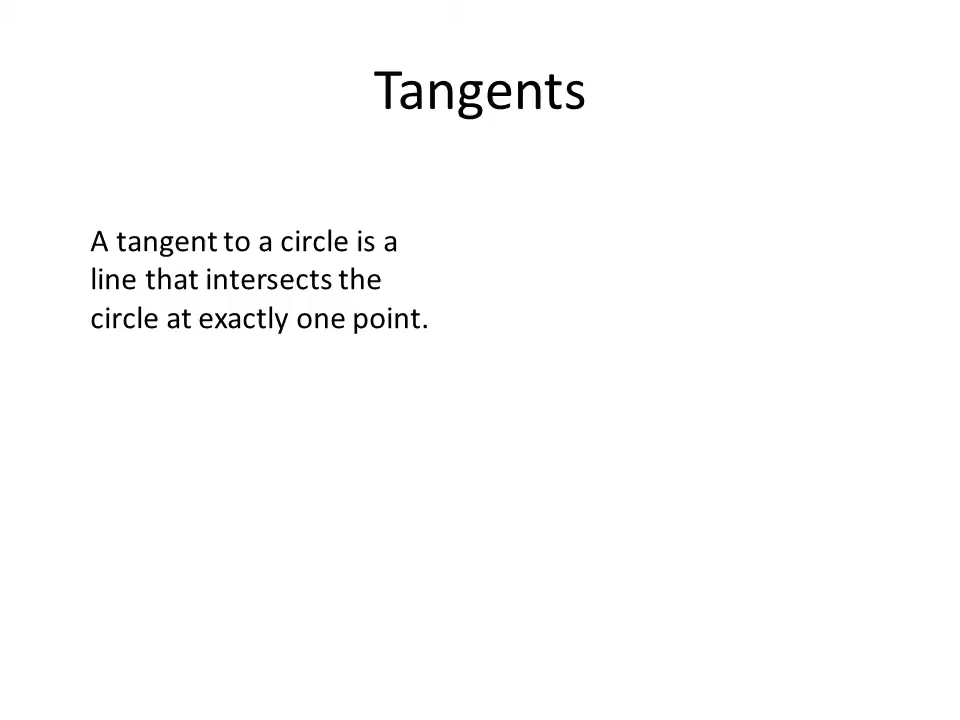 Tangents
A tangent to a circle is a
line that intersects the
circle at exactly one point.